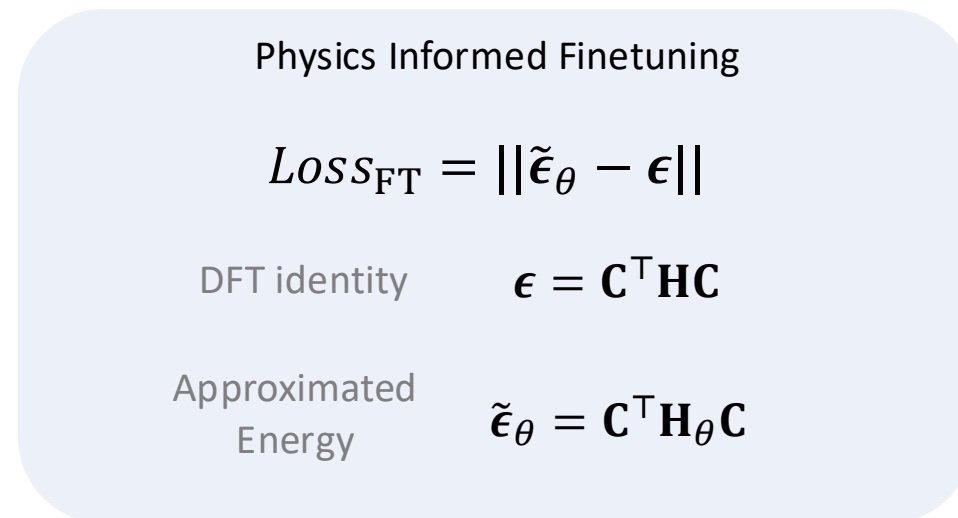 Physics Informed Finetuning
Loss_FT = ||ϵ̃_θ − ϵ||
DFT identity ϵ = C^⊤HC
Approximated
Energy ϵ̃_θ = C^⊤H_θC